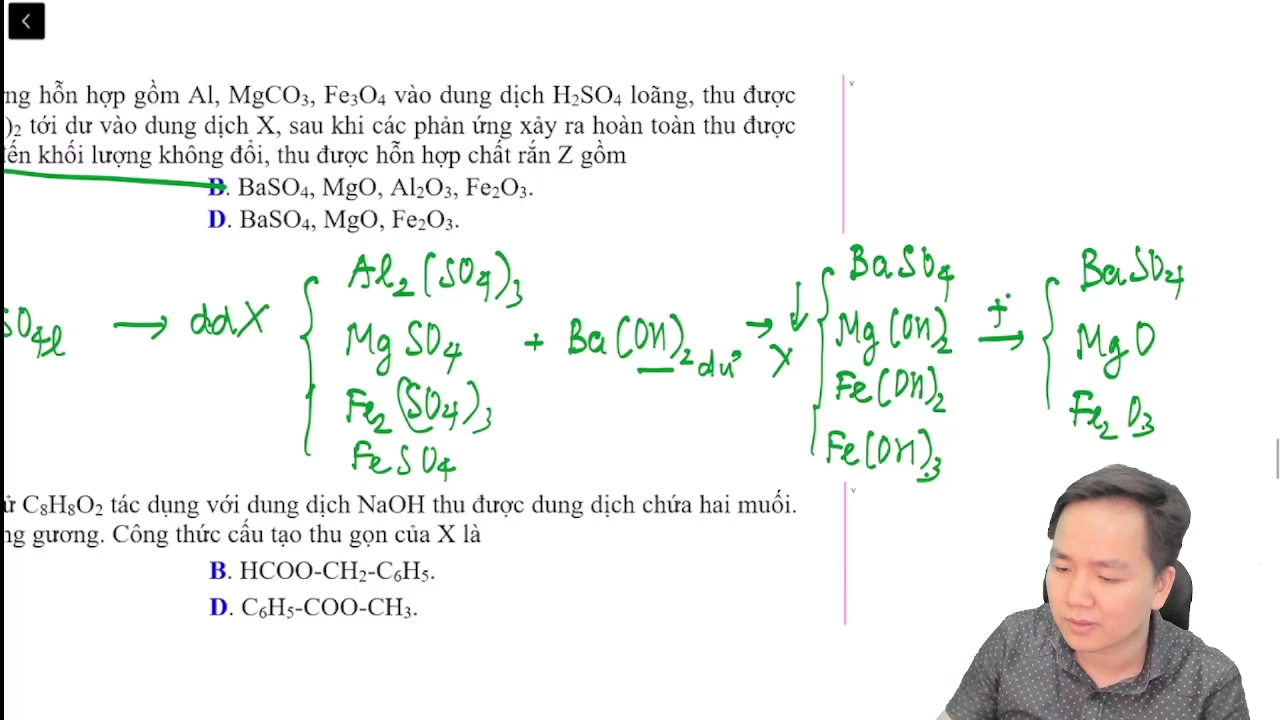 ng hỗn hợp gồm Al, MgCO₃, Fe₃O₄ vào dung dịch H₂SO₄ loãng, thu được
)₂ tới dư vào dung dịch X, sau khi các phản ứng xảy ra hoàn toàn thu được
đến khối lượng không đổi, thu được hỗn hợp chất rắn Z gồm
B. BaSO₄, MgO, Al₂O₃, Fe₂O₃.
D. BaSO₄, MgO, Fe₂O₃.
SO₄l → ddX { Al₂(SO₄)₃ MgSO₄ Fe₂(SO₄)₃ FeSO₄ + Ba(OH)₂ dư → ↓ X { BaSO₄ Mg(OH)₂ Fe(OH)₂ Fe(OH)₃ → { BaSO₄ MgO Fe₂O₃
C₈H₈O₂ tác dụng với dung dịch NaOH thu được dung dịch chứa hai muối.
ng gương. Công thức cấu tạo thu gọn của X là
B. HCOO-CH₂-C₆H₅.
D. C₆H₅-COO-CH₃.